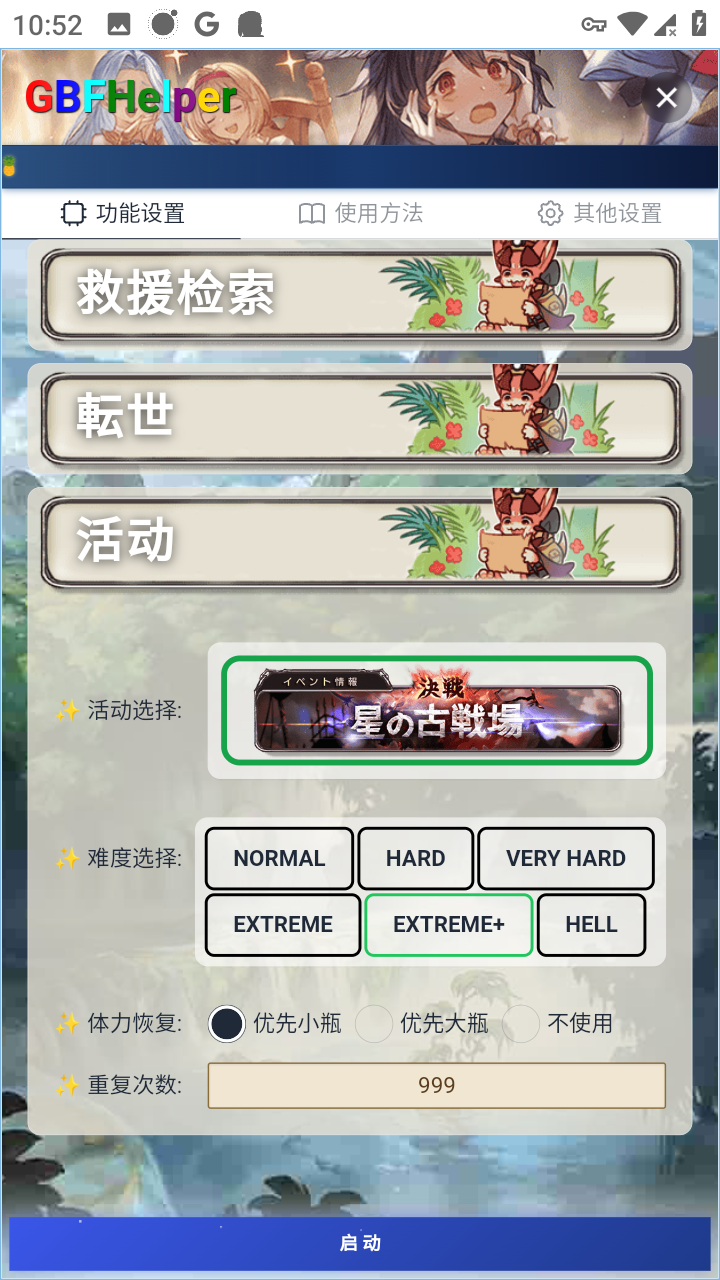 10:52
GBFHelper
功能设置 使用方法 其他设置
救援检索
転世
活动
✨ 活动选择:
イベント情報
決戦
星の古戦場
✨ 难度选择:
NORMAL HARD VERY HARD
EXTREME EXTREME+ HELL
✨ 体力恢复: 优先小瓶 优先大瓶 不使用
✨ 重复次数: 999
启动